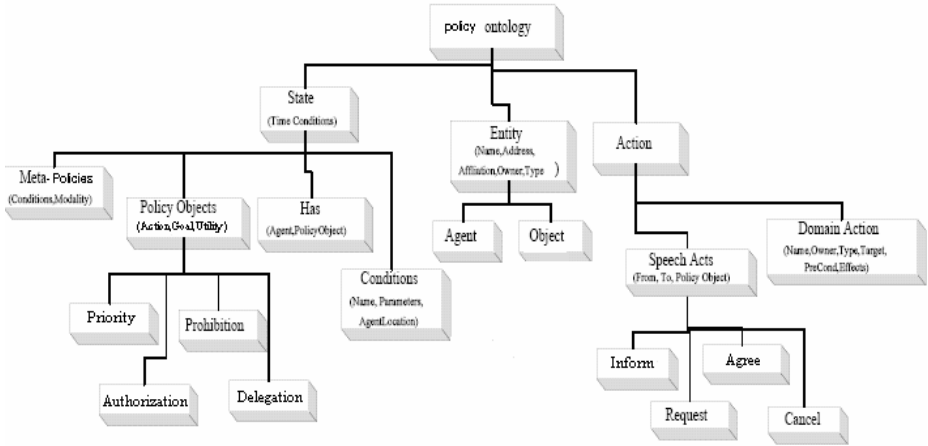 policy ontology
State
(Time Conditions)
Entity
(Name,Address,
Affliation,Owner,Type )
Action
Meta-Policies
(Conditions,Modality)
Policy Objects
(Action,Goal,Utility)
Has
(Agent,PolicyObject)
Conditions
(Name, Parameters,
AgentLocation)
Agent
Object
Speech Acts
(From, To, Policy Object)
Domain Action
(Name,Owner,Type,Target,
PreCond,Effects)
Priority
Prohibition
Authorization
Delegation
Inform
Agree
Request
Cancel